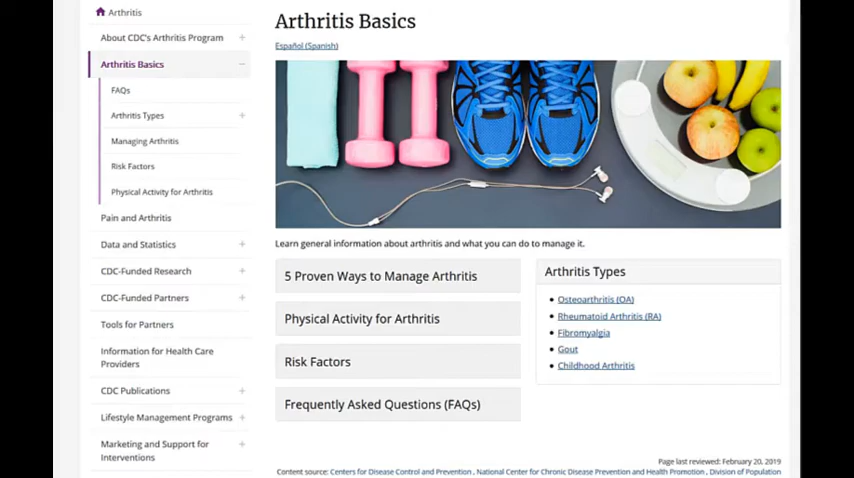 Arthritis
About CDC's Arthritis Program
Arthritis Basics
FAQs
Arthritis Types
Managing Arthritis
Risk Factors
Physical Activity for Arthritis
Pain and Arthritis
Data and Statistics
CDC-Funded Research
CDC-Funded Partners
Tools for Partners
Information for Health Care
Providers
CDC Publications
Lifestyle Management Programs
Marketing and Support for
Interventions
Arthritis Basics
Español (Spanish)
Learn general information about arthritis and what you can do to manage it.
5 Proven Ways to Manage Arthritis
Physical Activity for Arthritis
Risk Factors
Frequently Asked Questions (FAQs)
Arthritis Types
Osteoarthritis (OA)
Rheumatoid Arthritis (RA)
Fibromyalgia
Gout
Childhood Arthritis
Page last reviewed: February 20, 2019
Content source: Centers for Disease Control and Prevention , National Center for Chronic Disease Prevention and Health Promotion , Division of Population